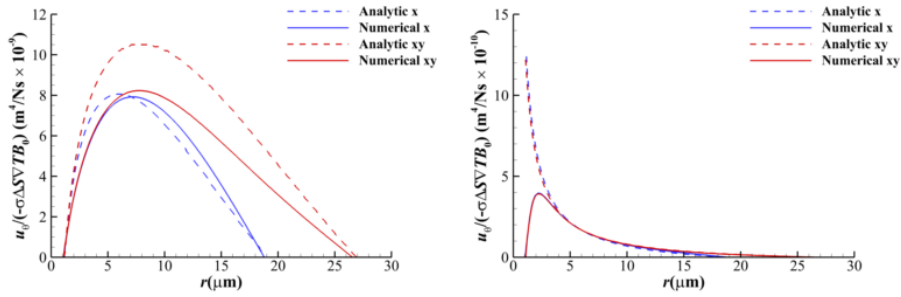 Analytic x
Numerical x
Analytic xy
Numerical xy
u₀/(-σΔS∇TB₀) (m⁴/Ns × 10⁻⁹)
12
10
8
6
4
2
0
0 5 10 15 20 25 30
r(μm)
Analytic x
Numerical x
Analytic xy
Numerical xy
u₀/(-σΔS∇TB₀) (m⁴/Ns × 10⁻¹⁰)
15
10
5
0
0 5 10 15 20 25 30
r(μm)